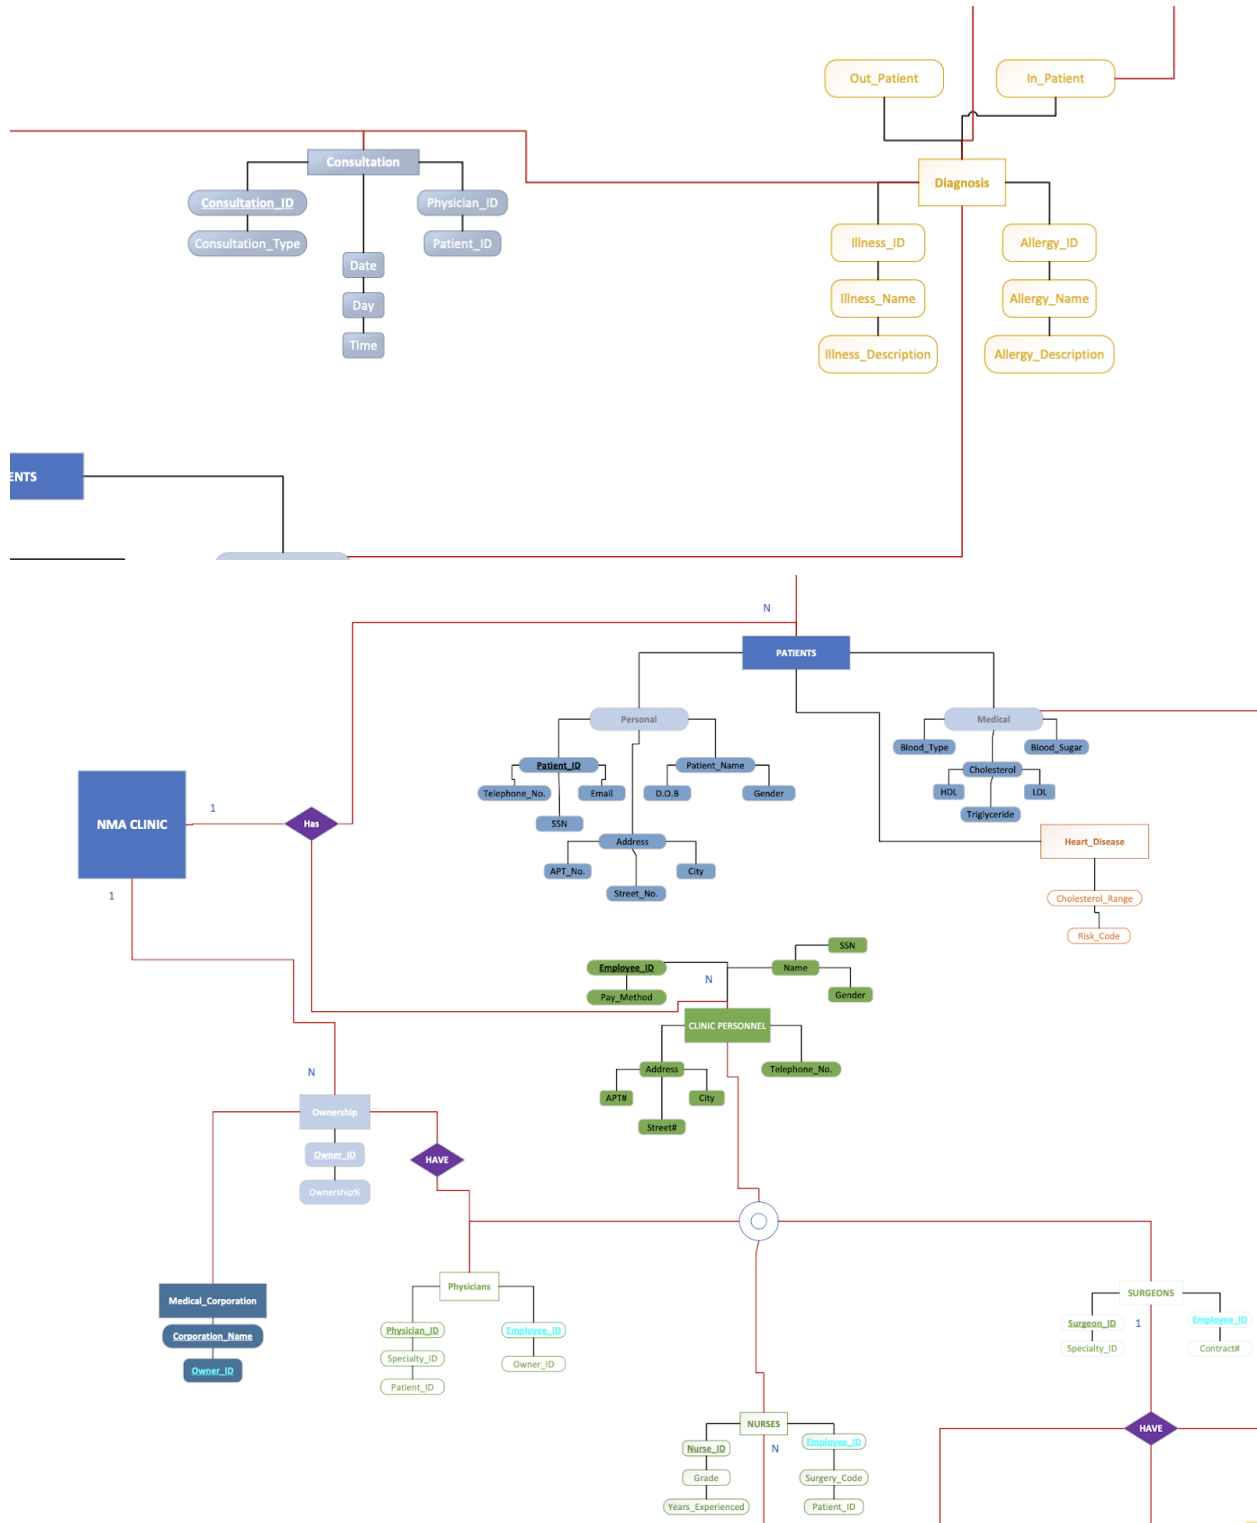 Out_Patient
In_Patient
Consultation
Diagnosis
Consultation_ID
Physician_ID
Consultation_Type
Patient_ID
Illness_ID
Allergy_ID
Date
Illness_Name
Allergy_Name
Day
Time
Illness_Description
Allergy_Description
ENTS
N
PATIENTS
Personal
Medical
Blood_Type
Blood_Sugar
Patient_ID
Patient_Name
Cholesterol
Telephone_No.
Email
D.O.B
Gender
HDL
LDL
1
NMA CLINIC
Has
SSN
Triglyceride
Address
Heart_Disease
APT_No.
City
Street_No.
1
Cholesterol_Range
Risk_Code
SSN
Employee_ID
Name
N
Pay_Method
Gender
CLINIC PERSONNEL
Address
Telephone_No.
N
APT#
City
Ownership
Street#
Owner_ID
HAVE
Ownership%
Physicians
SURGEONS
Medical_Corporation
Physician_ID
Employee_ID
Surgeon_ID
1
Employee_ID
Corporation_Name
Specialty_ID
Owner_ID
Specialty_ID
Contract#
Owner_ID
Patient_ID
NURSES
HAVE
Nurse_ID
N
Employee_ID
Grade
Surgery_Code
Years_Experienced
Patient_ID